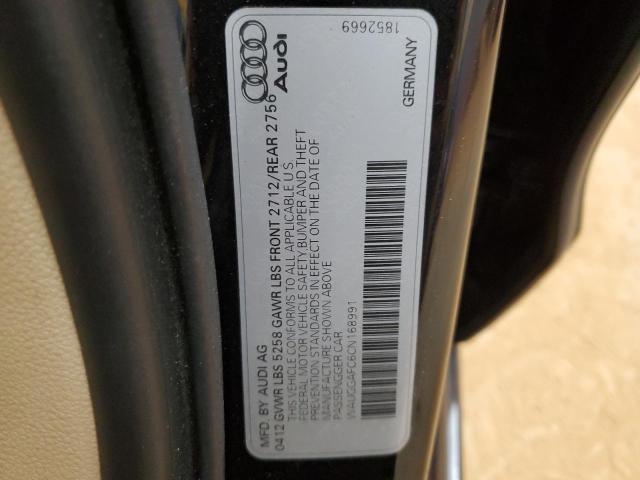 Audi
MFD. BY AUDI AG
0412 GVWR LBS 5258 GAWR LBS FRONT 2712/REAR 2756
THIS VEHICLE CONFORMS TO ALL APPLICABLE U.S.
FEDERAL MOTOR VEHICLE SAFETY, BUMPER AND THEFT
PREVENTION STANDARDS IN EFFECT ON THE DATE OF
MANUFACTURE SHOWN ABOVE
PASSENGER CAR
WAUGGAFC6CN168991
GERMANY
1852669